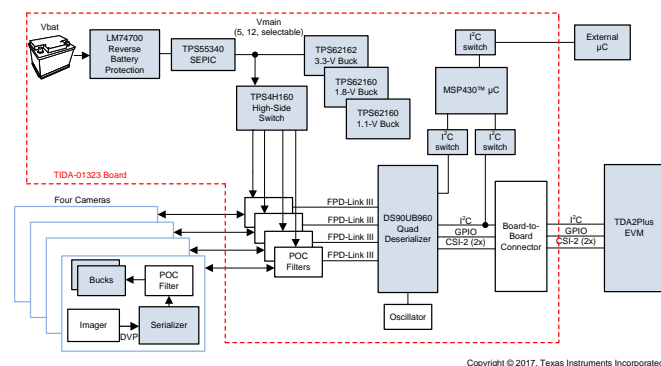 Vbat
LM74700
Reverse
Battery
Protection
TPS55340
SEPIC
Vmain
(5, 12, selectable)
TPS62162
3.3-V Buck
TPS62160
1.8-V Buck
TPS62160
1.1-V Buck
TPS4H160
High-Side
Switch
I²C
switch
External
µC
MSP430™ µC
I²C
switch
I²C
switch
TIDA-01323 Board
Four Cameras
FPD-Link III
FPD-Link III
FPD-Link III
FPD-Link III
POC
Filters
DS90UB960
Quad
Deserializer
Oscillator
I²C
GPIO
CSI-2 (2x)
Board-to-
Board
Connector
I²C
GPIO
CSI-2 (2x)
TDA2Plus
EVM
Bucks
POC
Filter
Imager
DVP
Serializer
Copyright © 2017, Texas Instruments Incorporated